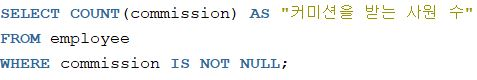 SELECT COUNT(commission) AS "커미션을 받는 사원 수"
FROM employee
WHERE commission IS NOT NULL;